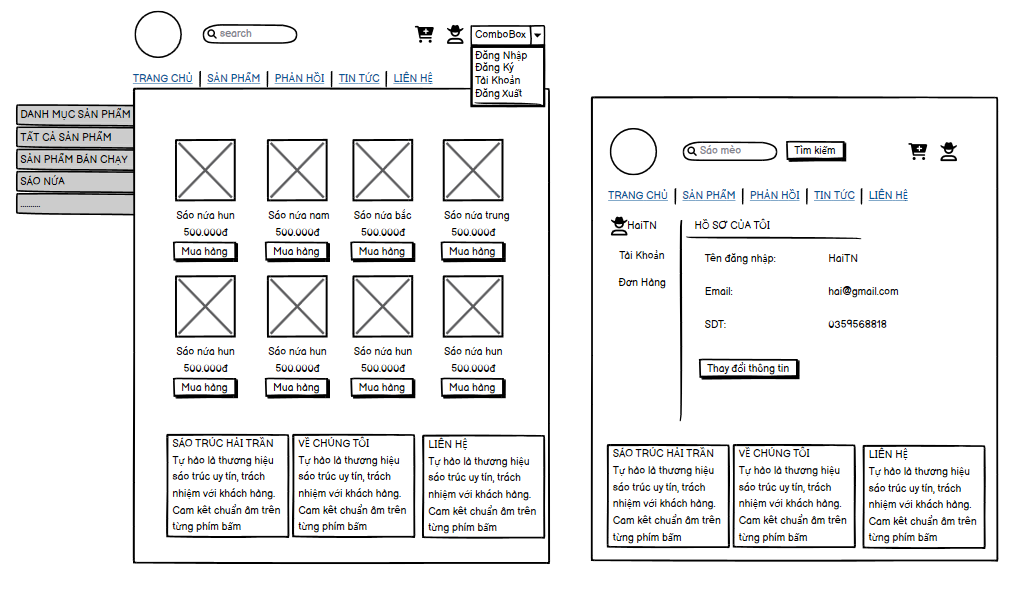 search
ComboBox
Đăng Nhập
Đăng Ký
Tài Khoản
Đăng Xuất
TRANG CHỦ
SẢN PHẨM
PHẢN HỒI
TIN TỨC
LIÊN HỆ
DANH MỤC SẢN PHẨM
TẤT CẢ SẢN PHẨM
SẢN PHẨM BÁN CHẠY
SÁO NỨA
..........
Sáo nứa hun
Sáo nứa nam
Sáo nứa bắc
Sáo nứa trung
500.000đ
500.000đ
500.000đ
500.000đ
Mua hàng
Mua hàng
Mua hàng
Mua hàng
Sáo nứa hun
Sáo nứa hun
Sáo nứa hun
Sáo nứa hun
500.000đ
500.000đ
500.000đ
500.000đ
Mua hàng
Mua hàng
Mua hàng
Mua hàng
SÁO TRÚC HẢI TRẦN
Tự hào là thương hiệu
sáo trúc uy tín, trách
nhiệm với khách hàng.
Cam kêt chuẩn âm trên
từng phím bấm
VỀ CHÚNG TÔI
Tự hào là thương hiệu
sáo trúc uy tín, trách
nhiệm với khách hàng.
Cam kêt chuẩn âm trên
từng phím bấm
LIÊN HỆ
Tự hào là thương hiệu
sáo trúc uy tín, trách
nhiệm với khách hàng.
Cam kêt chuẩn âm trên
từng phím bấm
Sáo mèo
Tìm kiếm
TRANG CHỦ
SẢN PHẨM
PHẢN HỒI
TIN TỨC
LIÊN HỆ
HaiTN
Tài Khoản
Đơn Hàng
HỒ SƠ CỦA TÔI
Tên đăng nhập:
HaiTN
Email:
hai@gmail.com
SDT:
0359568818
Thay đổi thông tin
SÁO TRÚC HẢI TRẦN
Tự hào là thương hiệu
sáo trúc uy tín, trách
nhiệm với khách hàng.
Cam kêt chuẩn âm trên
từng phím bấm
VỀ CHÚNG TÔI
Tự hào là thương hiệu
sáo trúc uy tín, trách
nhiệm với khách hàng.
Cam kêt chuẩn âm trên
từng phím bấm
LIÊN HỆ
Tự hào là thương hiệu
sáo trúc uy tín, trách
nhiệm với khách hàng.
Cam kêt chuẩn âm trên
từng phím bấm